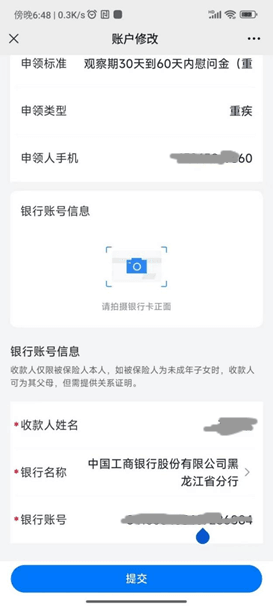 傍晚6:48 | 0.3K/s
账户修改
申领标准 观察期30天到60天内慰问金（重
申领类型 重疾
申领人手机 60
银行账号信息
请拍摄银行卡正面
银行账号信息
收款人仅限被保险人本人，如被保险人为未成年子女时，收款人
可为其父母，但需提供关系证明。
*收款人姓名
*银行名称 中国工商银行股份有限公司黑
龙江省分行
*银行账号
提交